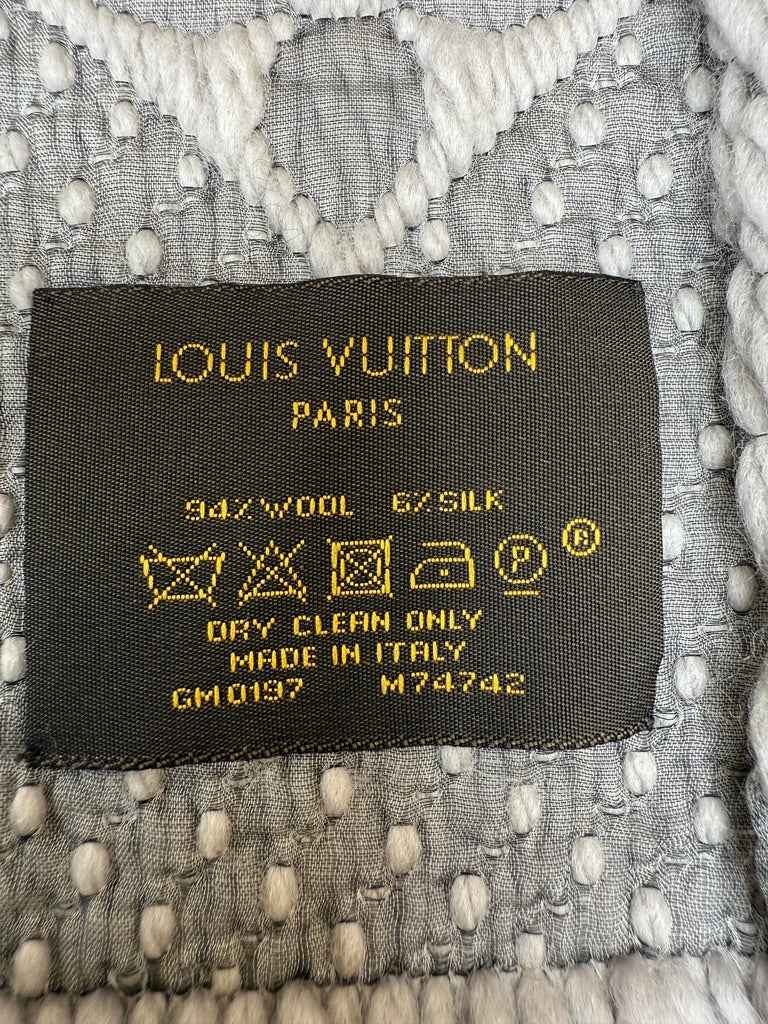 LOUIS VUITTON
PARIS
94% WOOL 6% SILK
P ®
DRY CLEAN ONLY
MADE IN ITALY
GM0197 M74742